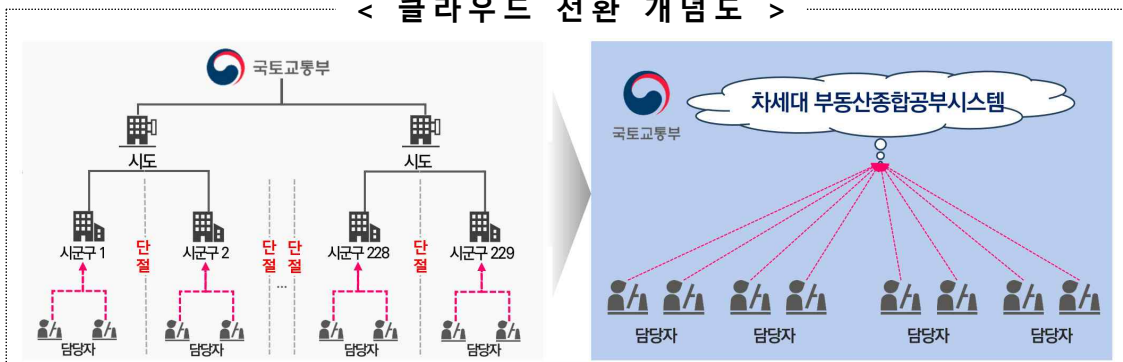 < 클라우드 전환 개념도 >
국토교통부
시도
시도
시군구 1
단절
시군구 2
단절
단절
...
시군구 228
단절
시군구 229
담당자
담당자
담당자
담당자
국토교통부
차세대 부동산종합공부시스템
담당자
담당자
담당자
담당자